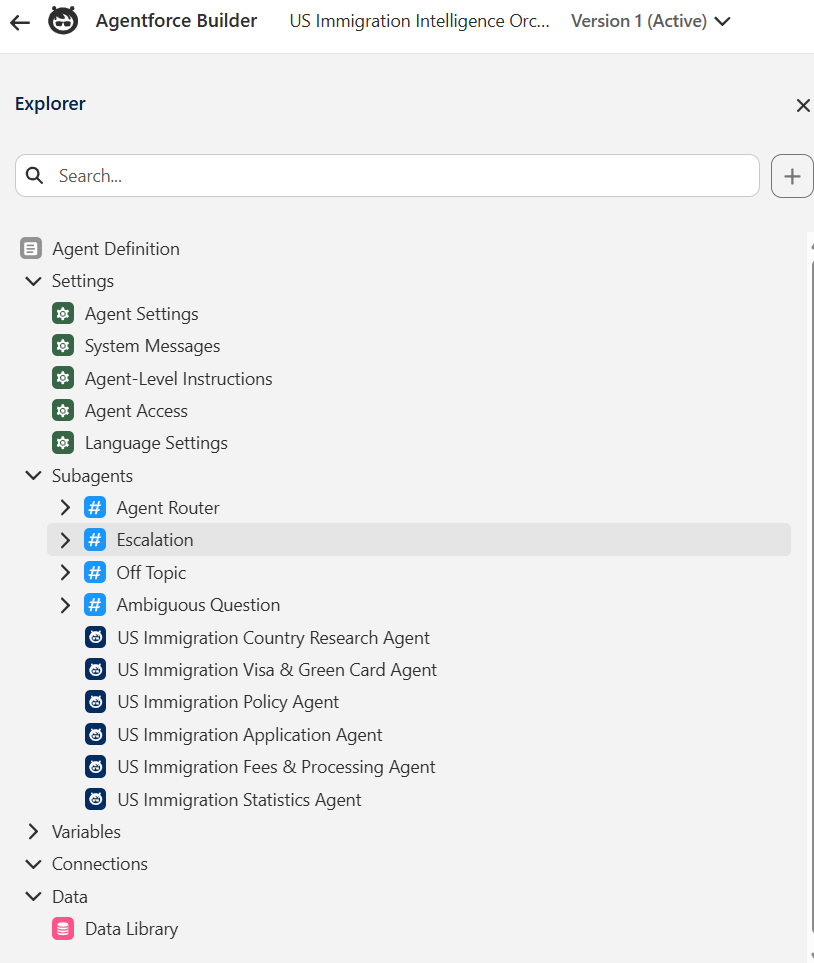 Agentforce Builder US Immigration Intelligence Orc... Version 1 (Active)
Explorer
Search...
Agent Definition
Settings
Agent Settings
System Messages
Agent-Level Instructions
Agent Access
Language Settings
Subagents
# Agent Router
# Escalation
# Off Topic
# Ambiguous Question
US Immigration Country Research Agent
US Immigration Visa & Green Card Agent
US Immigration Policy Agent
US Immigration Application Agent
US Immigration Fees & Processing Agent
US Immigration Statistics Agent
Variables
Connections
Data
Data Library